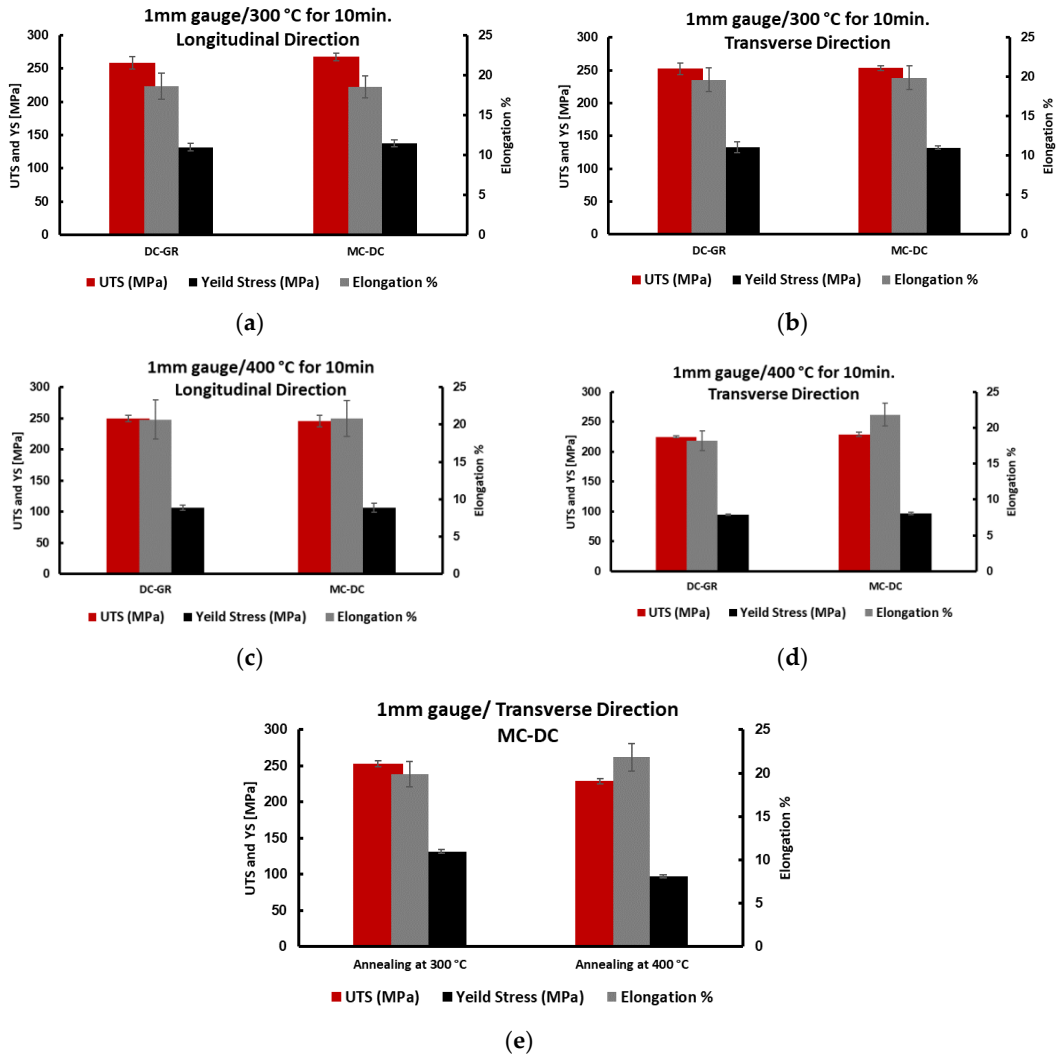 1mm gauge/300 °C for 10min.
Longitudinal Direction
300
250
200
150
100
50
0
UTS and YS [MPa]
25
20
15
10
5
0
Elongation %
DC-GR
MC-DC
UTS (MPa)
Yeild Stress (MPa)
Elongation %
(a)
1mm gauge/300 °C for 10min.
Transverse Direction
300
250
200
150
100
50
0
UTS and YS [MPa]
25
20
15
10
5
0
Elongation %
DC-GR
MC-DC
UTS (MPa)
Yeild Stress (MPa)
Elongation %
(b)
1mm gauge/400 °C for 10min
Longitudinal Direction
300
250
200
150
100
50
0
UTS and YS [MPa]
25
20
15
10
5
0
Elongation %
DC-GR
MC-DC
UTS (MPa)
Yeild Stress (MPa)
Elongation %
(c)
1mm gauge/400 °C for 10min.
Transverse Direction
300
250
200
150
100
50
0
UTS and YS [MPa]
25
20
15
10
5
0
Elongation %
DC-GR
MC-DC
UTS (MPa)
Yeild Stress (MPa)
Elongation %
(d)
1mm gauge/ Transverse Direction
MC-DC
300
250
200
150
100
50
0
UTS and YS [MPa]
25
20
15
10
5
0
Elongation %
Annealing at 300 °C
Annealing at 400 °C
UTS (MPa)
Yeild Stress (MPa)
Elongation %
(e)